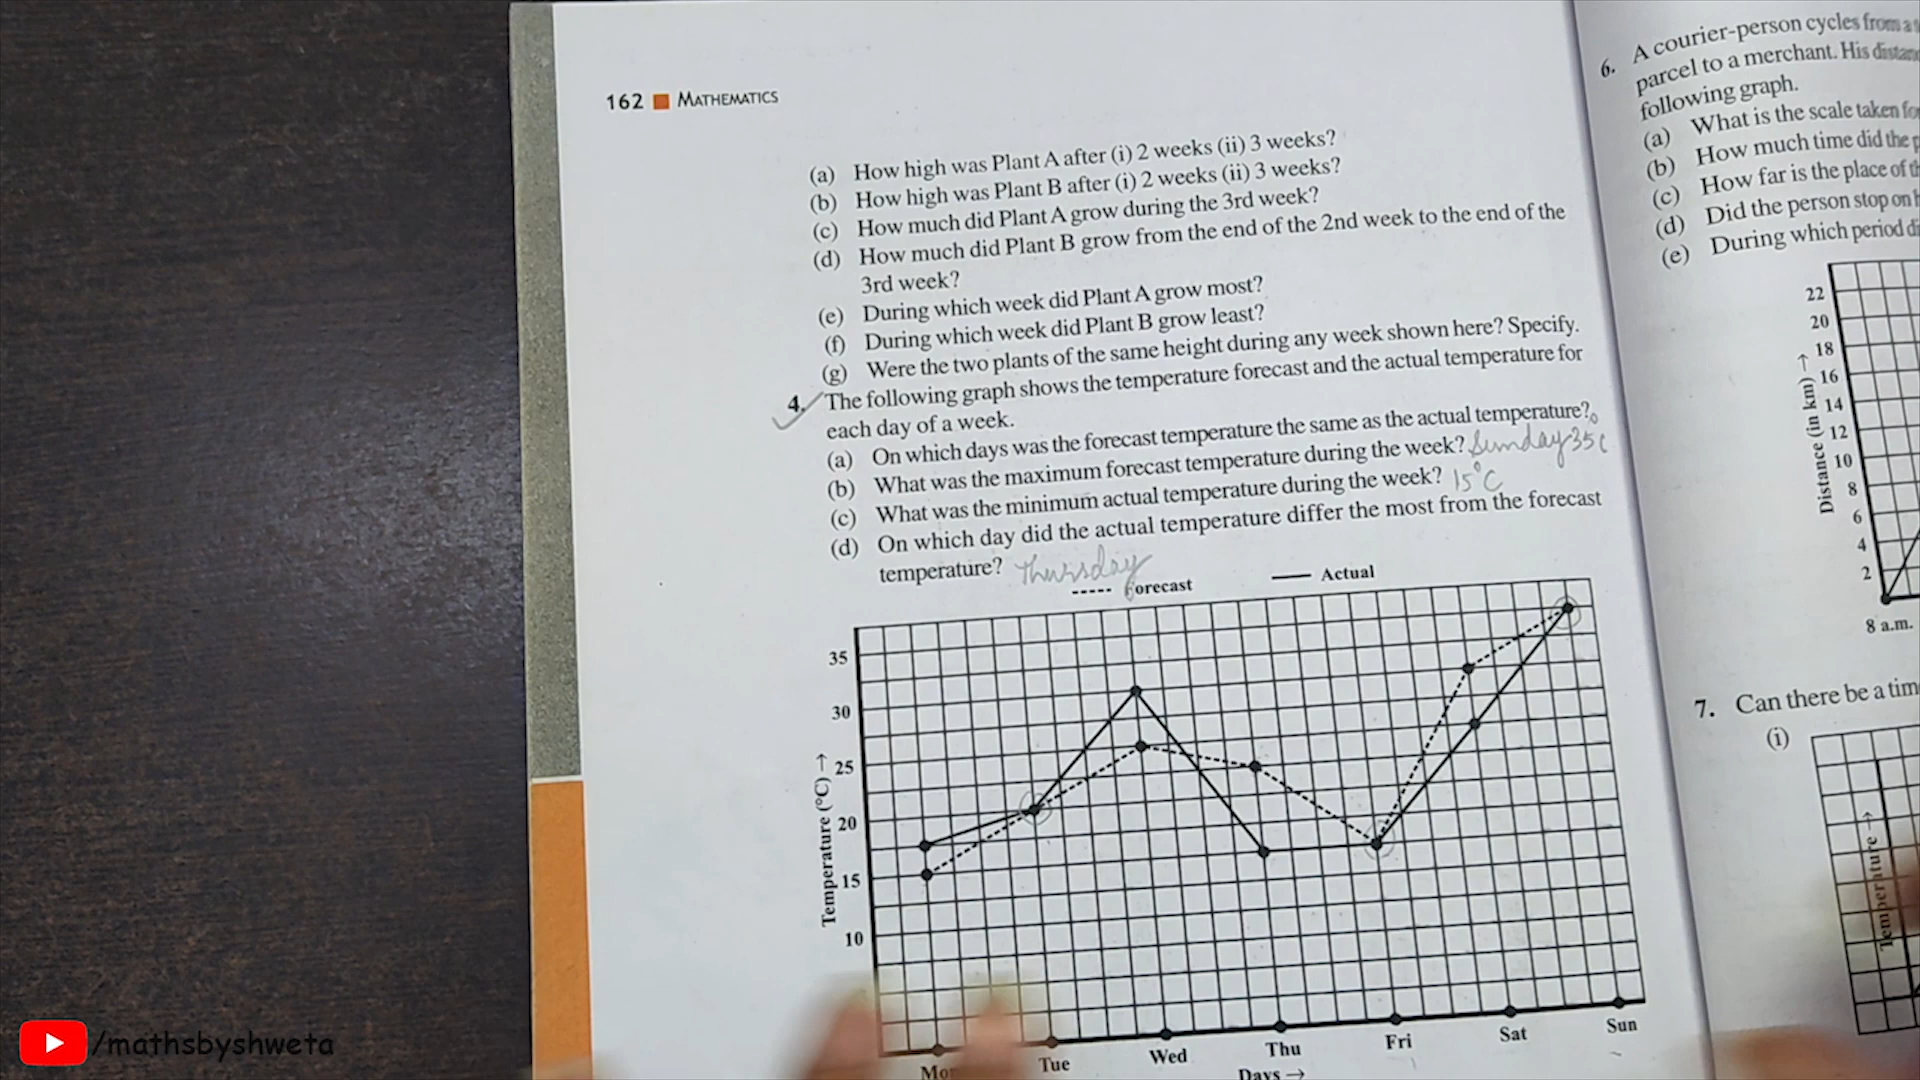 162 MATHEMATICS
(a) How high was Plant A after (i) 2 weeks (ii) 3 weeks?
(b) How high was Plant B after (i) 2 weeks (ii) 3 weeks?
(c) How much did Plant A grow during the 3rd week?
(d) How much did Plant B grow from the end of the 2nd week to the end of the
3rd week?
(e) During which week did Plant A grow most?
(f) During which week did Plant B grow least?
(g) Were the two plants of the same height during any week shown here? Specify.
4. The following graph shows the temperature forecast and the actual temperature for
each day of a week.
(a) On which days was the forecast temperature the same as the actual temperature?
(b) What was the maximum forecast temperature during the week? Sunday 35°C
(c) What was the minimum actual temperature during the week? 15°C
(d) On which day did the actual temperature differ the most from the forecast
temperature? Thursday
Forecast Actual
35
30
25
20
15
10
Temperature (°C) →
Tue Wed Thu Fri Sat Sun
Days →
6. A courier-person cycles from a
parcel to a merchant. His
following graph.
(a) What is the scale taken
(b) How much time did the
(c) How far is the place of
(d) Did the person stop on
(e) During which period
22
20
18
16
14
12
10
8
6
4
2
Distance (in km) →
8 a.m.
7. Can there be a
(i)
Temperature →
/mathsbyshweta